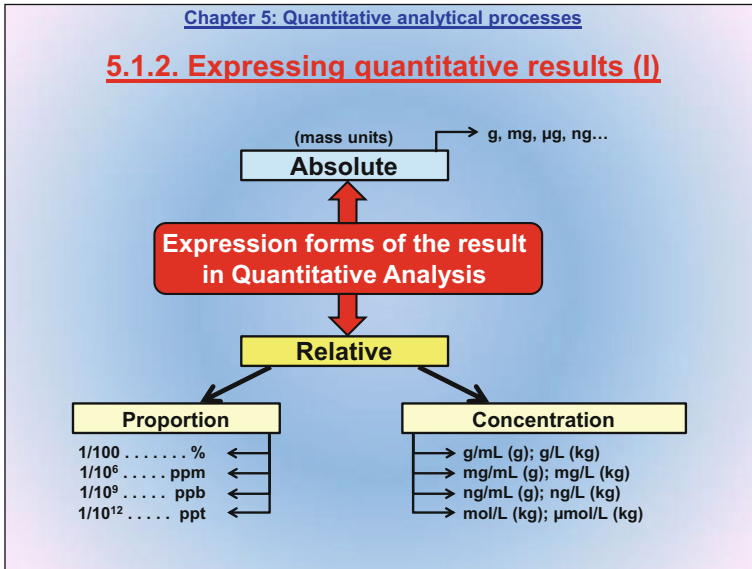 Chapter 5: Quantitative analytical processes
5.1.2. Expressing quantitative results (I)
(mass units)
g, mg, µg, ng…
Absolute
Expression forms of the result
in Quantitative Analysis
Relative
Proportion
1/100 . . . . . . . %
1/10⁶ . . . . . ppm
1/10⁹ . . . . . ppb
1/10¹² . . . . . ppt
Concentration
g/mL (g); g/L (kg)
mg/mL (g); mg/L (kg)
ng/mL (g); ng/L (kg)
mol/L (kg); µmol/L (kg)